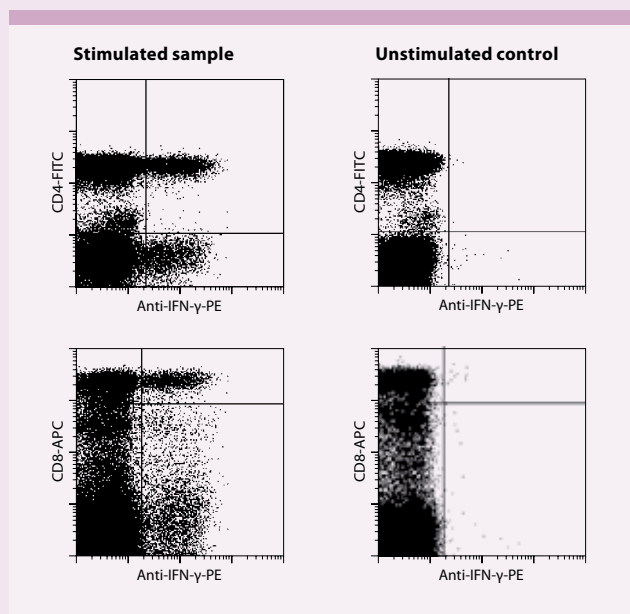 Stimulated sample
Unstimulated control
CD4-FITC
Anti-IFN-γ-PE
CD4-FITC
Anti-IFN-γ-PE
CD8-APC
Anti-IFN-γ-PE
CD8-APC
Anti-IFN-γ-PE